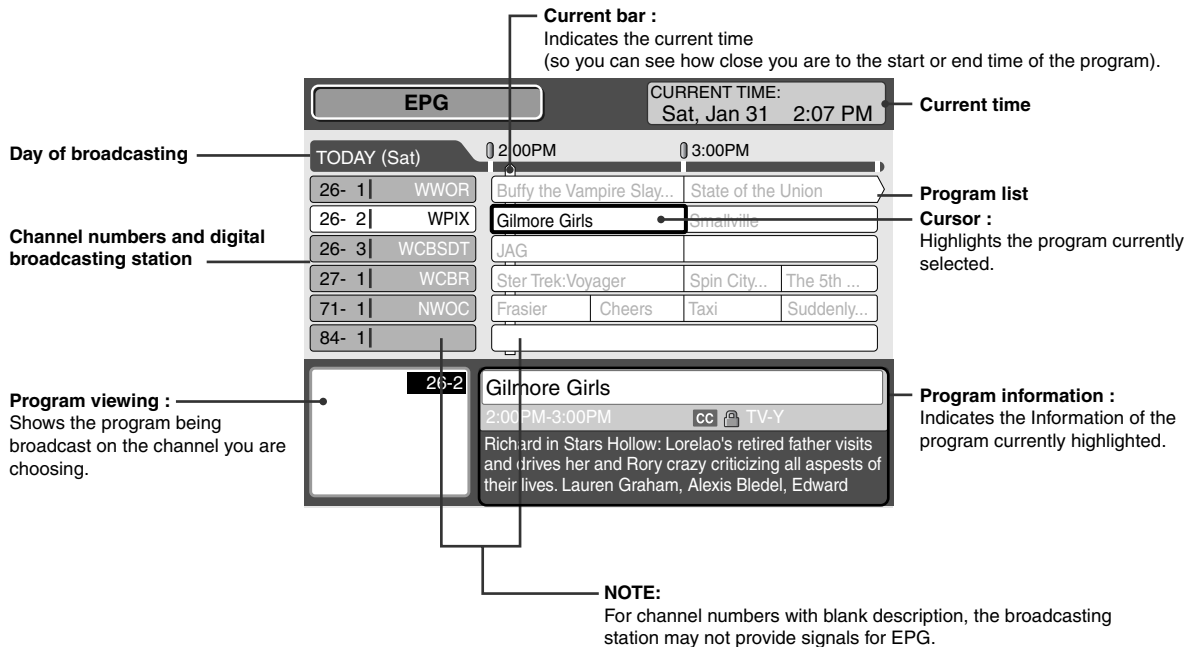 Current bar :
Indicates the current time
(so you can see how close you are to the start or end time of the program).
EPG
CURRENT TIME:
Sat, Jan 31 2:07 PM
Current time
Day of broadcasting
TODAY (Sat)
2:00PM
3:00PM
26- 1 WWOR
Buffy the Vampire Slay...
State of the Union
Program list
26- 2 WPIX
Gilmore Girls
Smallville
Cursor :
Highlights the program currently
selected.
Channel numbers and digital
broadcasting station
26- 3 WCBSDT
JAG
27- 1 WCBR
Ster Trek:Voyager
Spin City...
The 5th ...
71- 1 NWOC
Frasier
Cheers
Taxi
Suddenly...
84- 1
Program viewing :
Shows the program being
broadcast on the channel you are
choosing.
26-2
Gilmore Girls
2:00PM-3:00PM CC TV-Y
Richard in Stars Hollow: Lorelao's retired father visits
and drives her and Rory crazy criticizing all aspects of
their lives. Lauren Graham, Alexis Bledel, Edward
Program information :
Indicates the Information of the
program currently highlighted.
NOTE:
For channel numbers with blank description, the broadcasting
station may not provide signals for EPG.